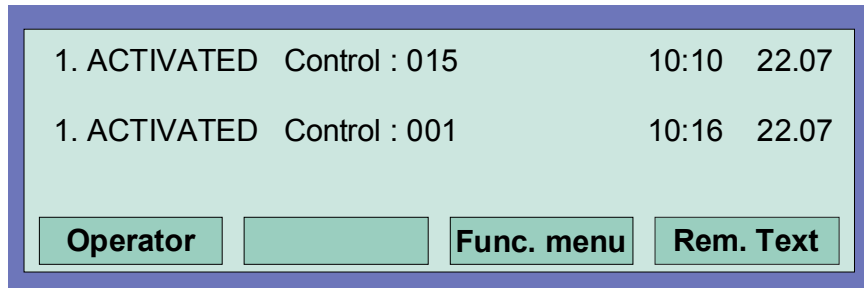 1. ACTIVATED Control : 015 10:10 22.07
1. ACTIVATED Control : 001 10:16 22.07
Operator Func. menu Rem. Text